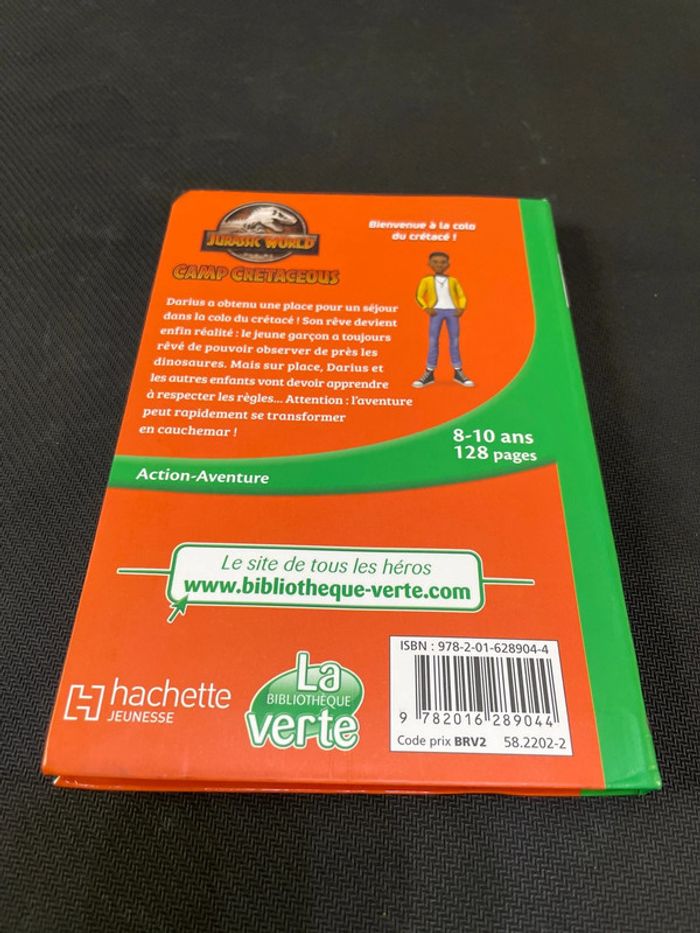 JURASSIC WORLD
CAMP CRETACEOUS
Bienvenue à la colo
du crétacé !
Darius a obtenu une place pour un séjour
dans la colo du crétacé ! Son rêve devient
enfin réalité : le jeune garçon a toujours
rêvé de pouvoir observer de près les
dinosaures. Mais sur place, Darius et
les autres enfants vont devoir apprendre
à respecter les règles... Attention : l'aventure
peut rapidement se transformer
en cauchemar !
8-10 ans
128 pages
Action-Aventure
Le site de tous les héros
www.bibliotheque-verte.com
hachette
JEUNESSE
La
BIBLIOTHÈQUE
verte
ISBN : 978-2-01-628904-4
9 782016 289044
Code prix BRV2 58.2202-2